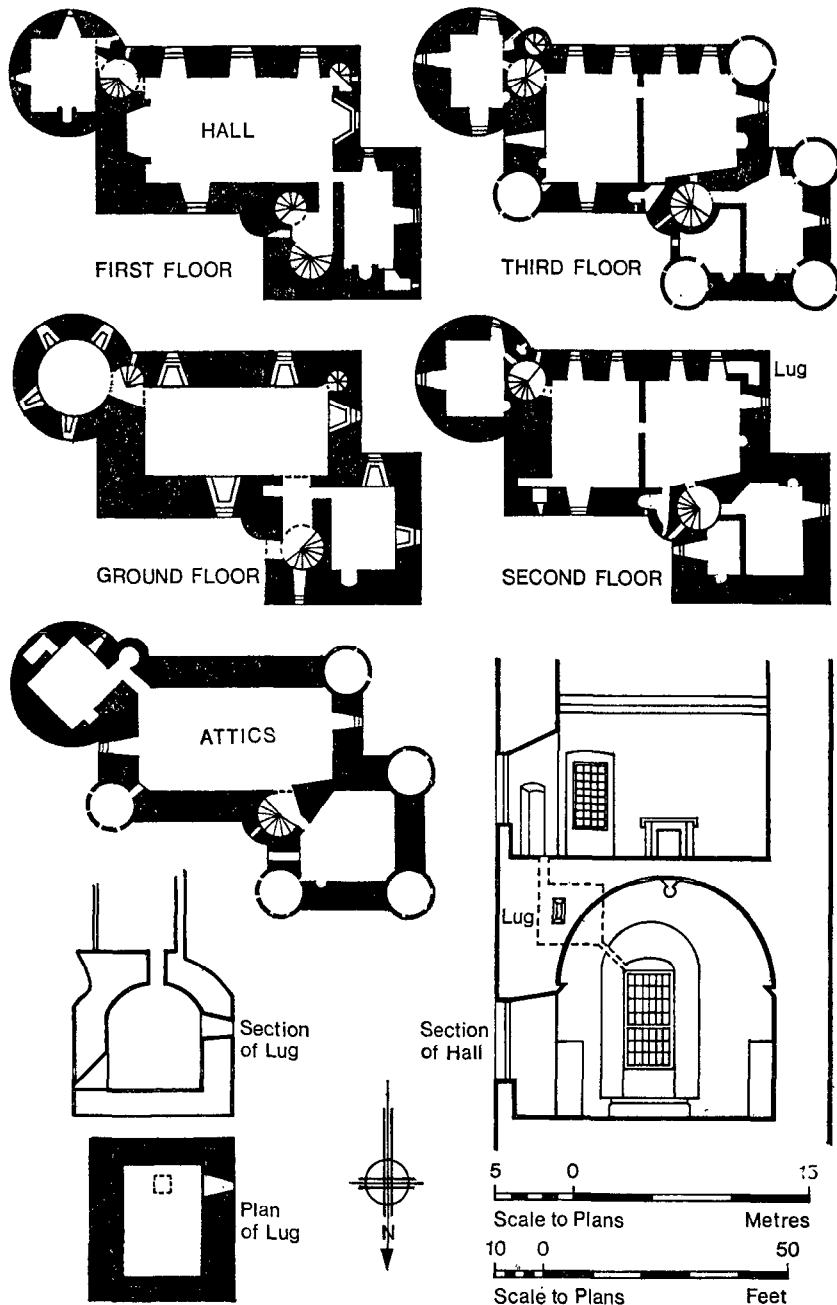 HALL
FIRST FLOOR
THIRD FLOOR
Lug
GROUND FLOOR
SECOND FLOOR
ATTICS
Lug
Section
of Lug
Section
of Hall
Plan
of Lug
N
5 0 15
Scale to Plans Metres
10 0 50
Scale to Plans Feet